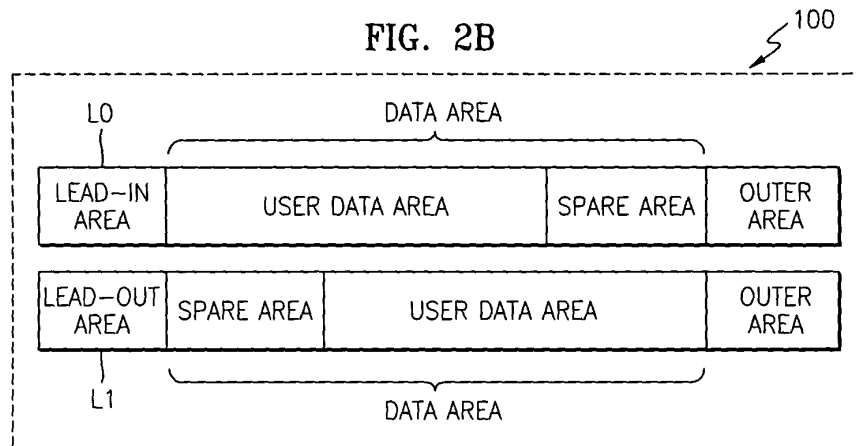 FIG. 2B
100
L0
DATA AREA
LEAD-IN AREA
USER DATA AREA
SPARE AREA
OUTER AREA
LEAD-OUT AREA
SPARE AREA
USER DATA AREA
OUTER AREA
L1
DATA AREA